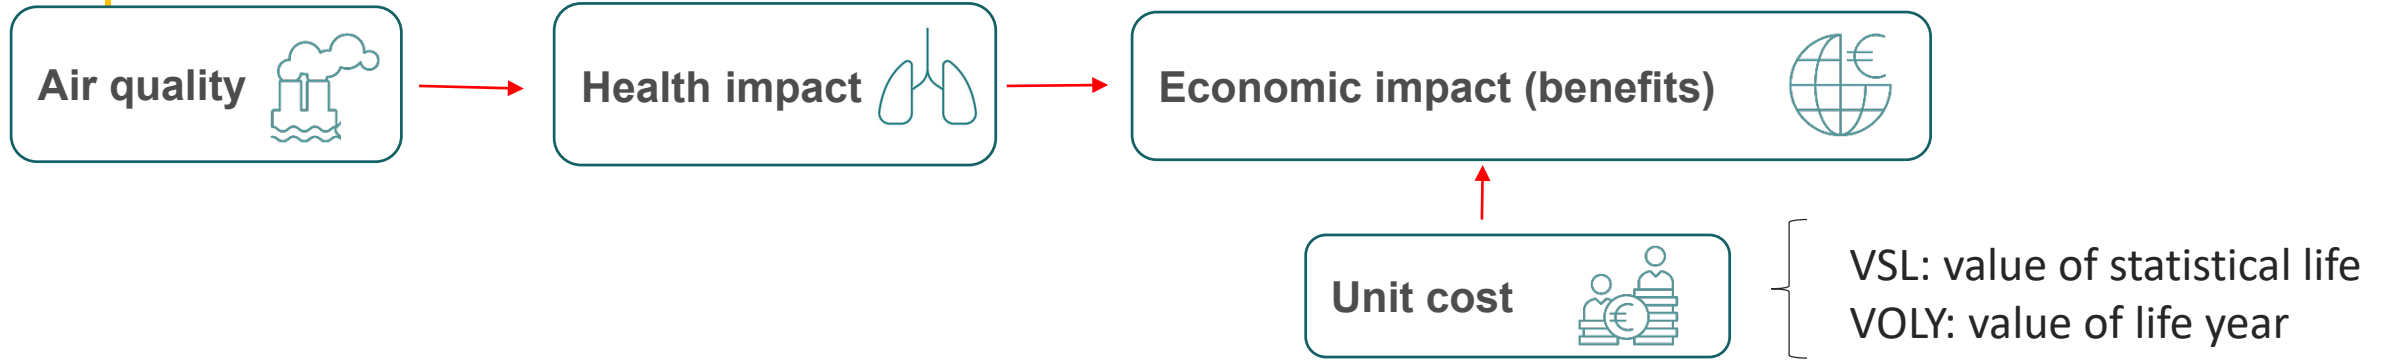 Air quality
Health impact
Economic impact (benefits)
€
Unit cost
€
VSL: value of statistical life
VOLY: value of life year